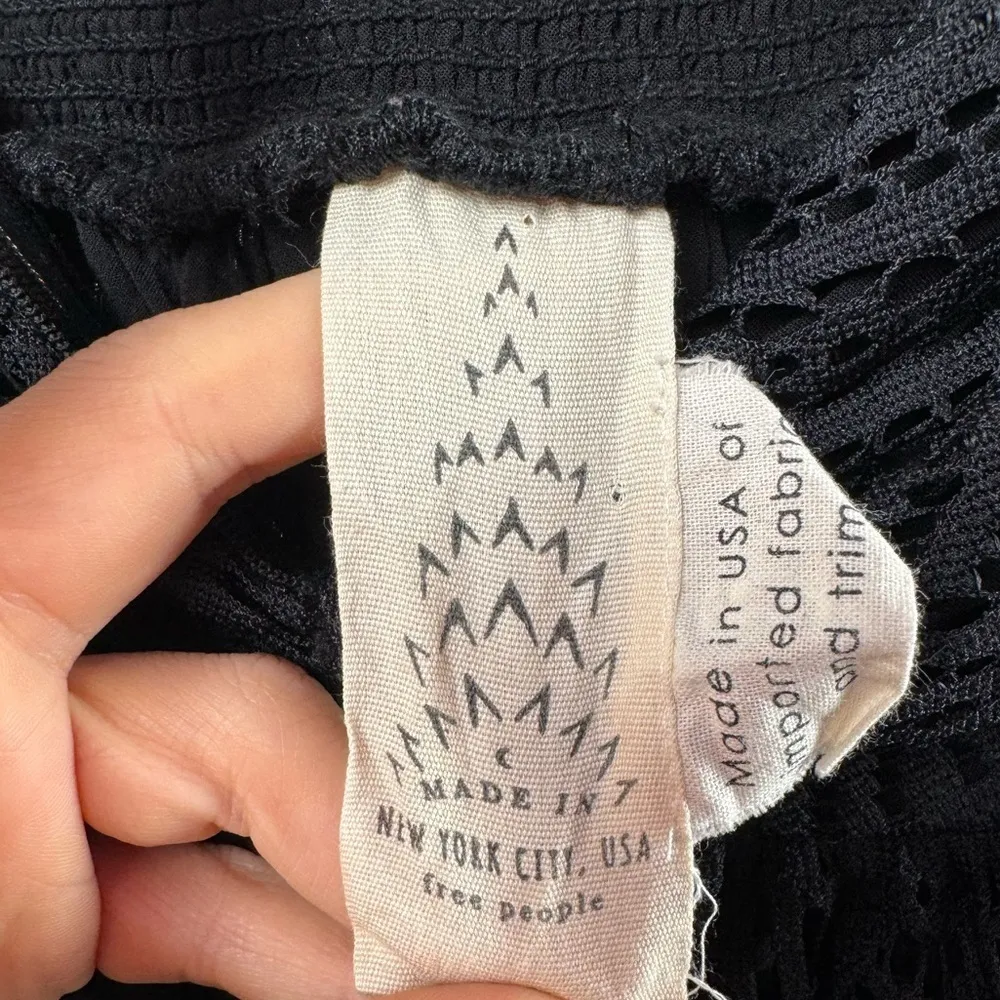 MADE IN
NEW YORK CITY, USA
free people
Made in USA of
imported fabric
and trim